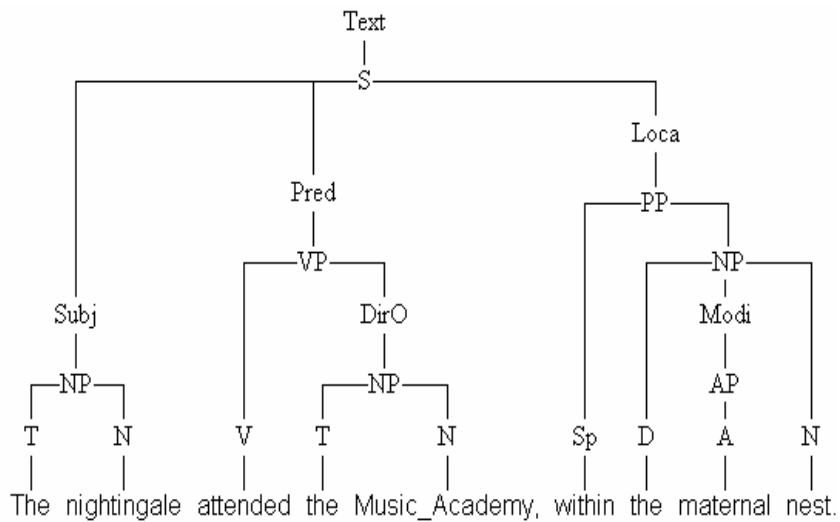 Text
S
Loca
Pred
PP
VP
NP
Subj
DirO
Modi
NP
NP
AP
T N V T N Sp D A N
The nightingale attended the Music_Academy, within the maternal nest.